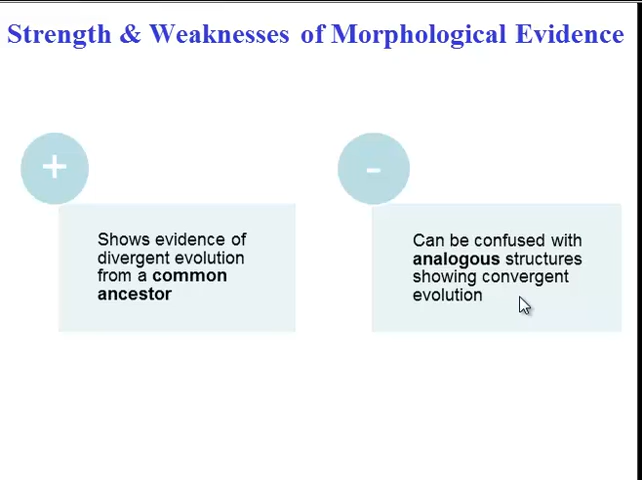 Strength & Weaknesses of Morphological Evidence
+
-
Shows evidence of
divergent evolution
from a common
ancestor
Can be confused with
analogous structures
showing convergent
evolution